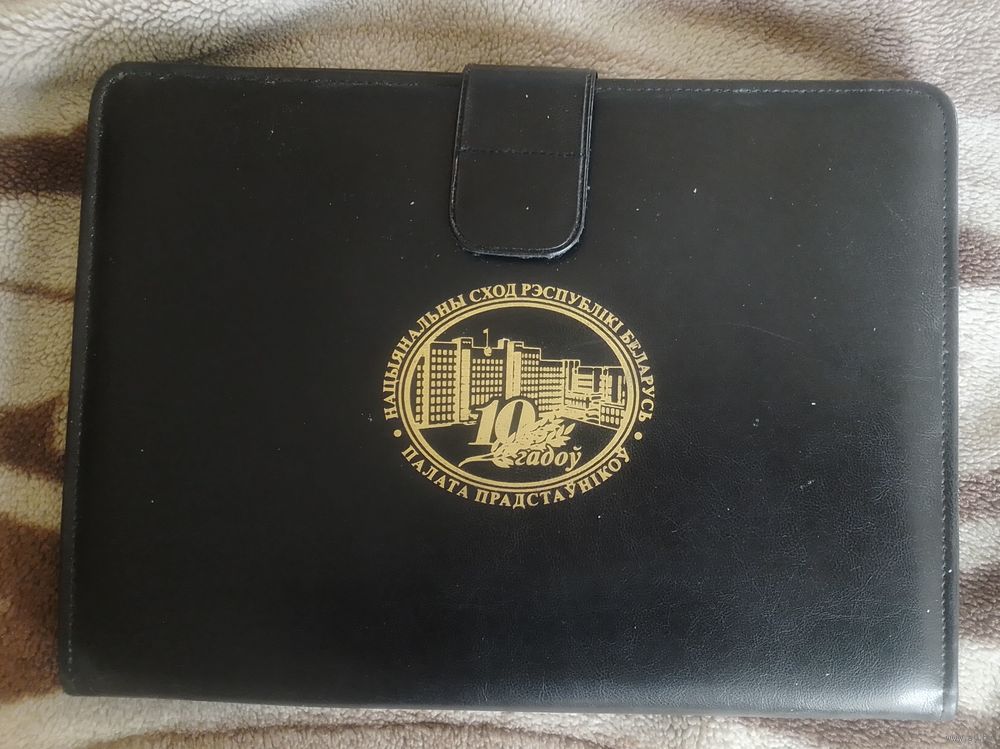 НАЦЫЯНАЛЬНЫ СХОД РЭСПУБЛІКІ БЕЛАРУСЬ
10
гадоў
ПАЛАТА ПРАДСТАЎНІКОЎ